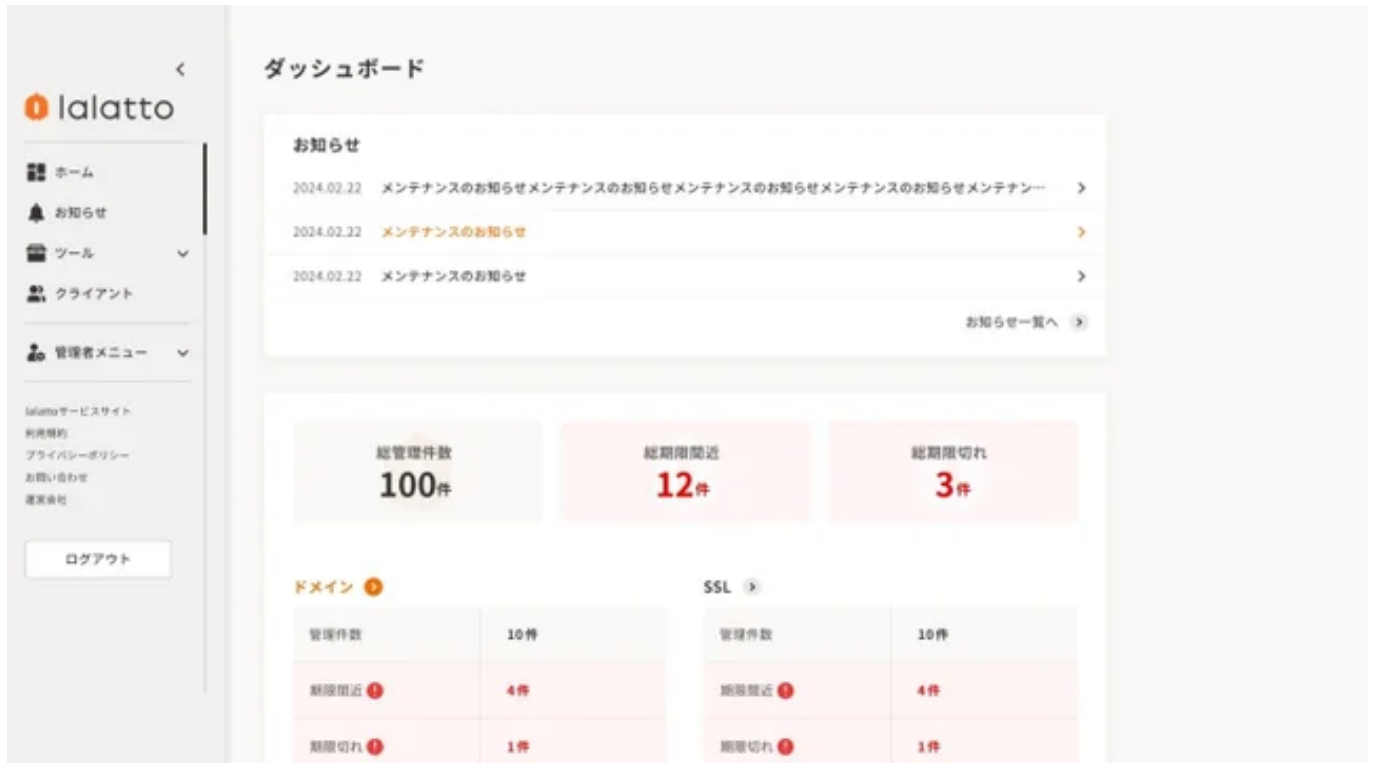 lalatto
ホーム
お知らせ
ツール
クライアント
管理者メニュー
lalattoサービスサイト
利用規約
プライバシーポリシー
お問い合わせ
運営会社
ログアウト
ダッシュボード
お知らせ
2024.02.22 メンテナンスのお知らせメンテナンスのお知らせメンテナンスのお知らせメンテナンスのお知らせメンテナン…
2024.02.22 メンテナンスのお知らせ
2024.02.22 メンテナンスのお知らせ
お知らせ一覧へ
総管理件数
100件
総期限間近
12件
総期限切れ
3件
ドメイン
管理件数 10件
期限間近 4件
期限切れ 1件
SSL
管理件数 10件
期限間近 4件
期限切れ 1件